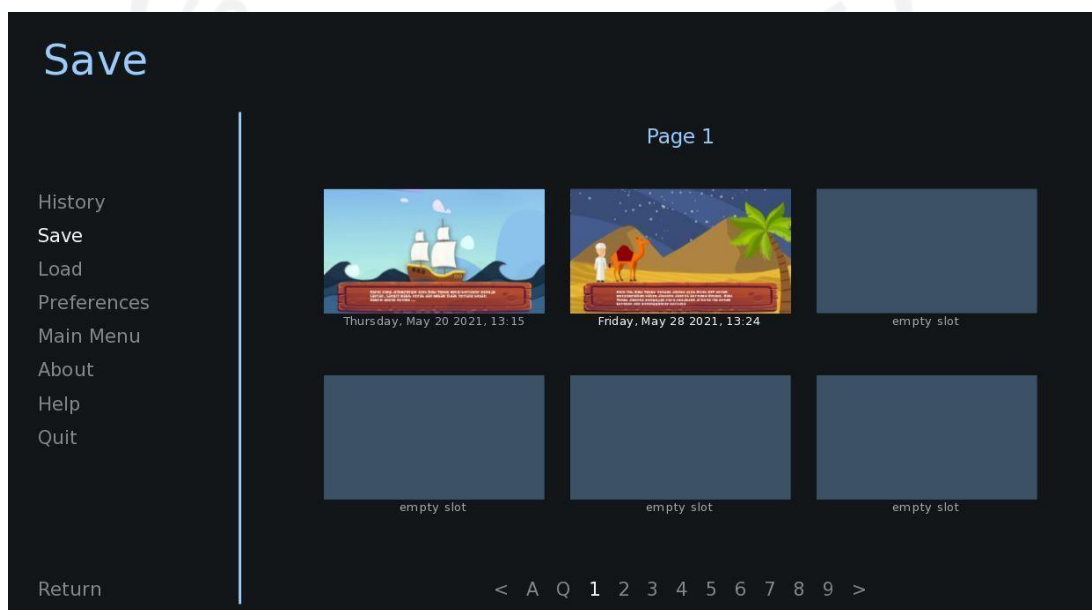 Save
Page 1
History
Save
Load
Preferences
Main Menu
About
Help
Quit
Return
Thursday, May 20 2021, 13:15
Friday, May 28 2021, 13:24
empty slot
empty slot
empty slot
empty slot
< A Q 1 2 3 4 5 6 7 8 9 >